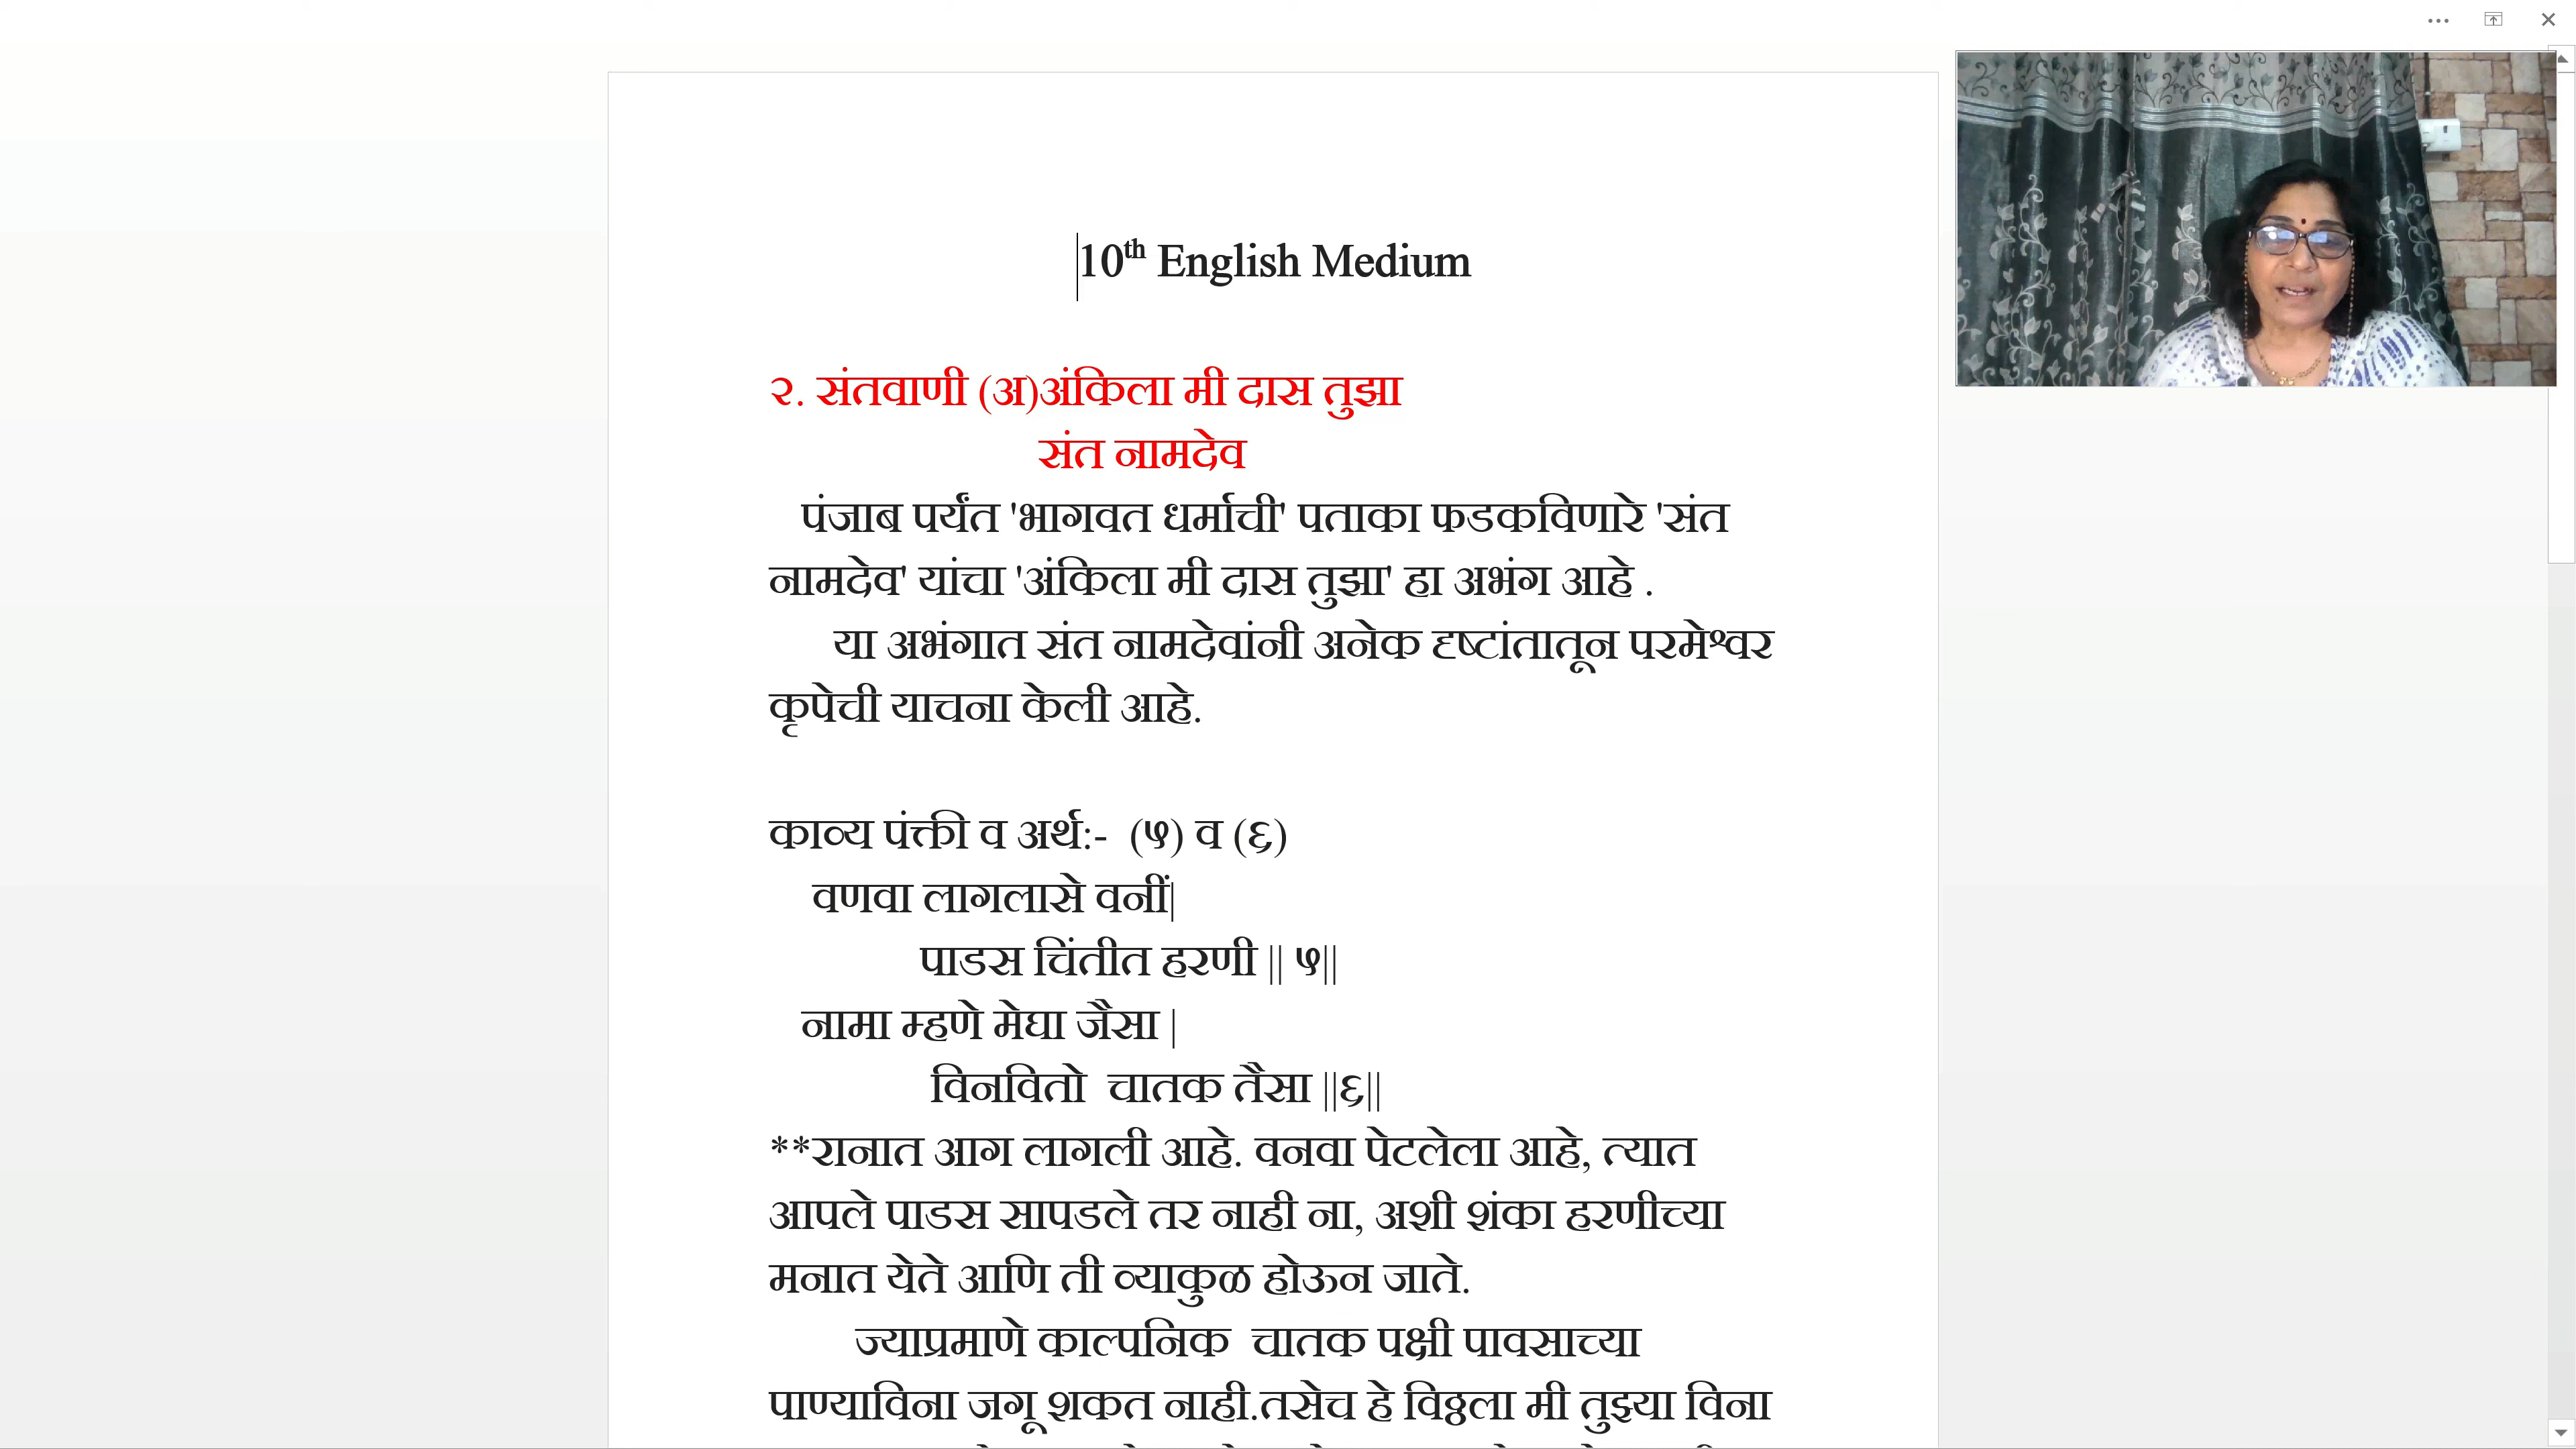 10th English Medium
२. संतवाणी (अ)अंकिला मी दास तुझा
संत नामदेव
पंजाब पर्यंत 'भागवत धर्माची' पताका फडकविणारे 'संत
नामदेव' यांचा 'अंकिला मी दास तुझा' हा अभंग आहे .
या अभंगात संत नामदेवांनी अनेक दृष्टांतातून परमेश्वर
कृपेची याचना केली आहे.
काव्य पंक्ती व अर्थ:- (५) व (६)
वणवा लागलासे वनीं|
पाडस चिंतीत हरणी || ५||
नामा म्हणे मेघा जैसा |
विनवितो चातक तैसा ||६||
**रानात आग लागली आहे. वनवा पेटलेला आहे, त्यात
आपले पाडस सापडले तर नाही ना, अशी शंका हरणीच्या
मनात येते आणि ती व्याकुळ होऊन जाते.
ज्याप्रमाणे काल्पनिक चातक पक्षी पावसाच्या
पाण्याविना जगू शकत नाही.तसेच हे विठ्ठला मी तुझ्या विना